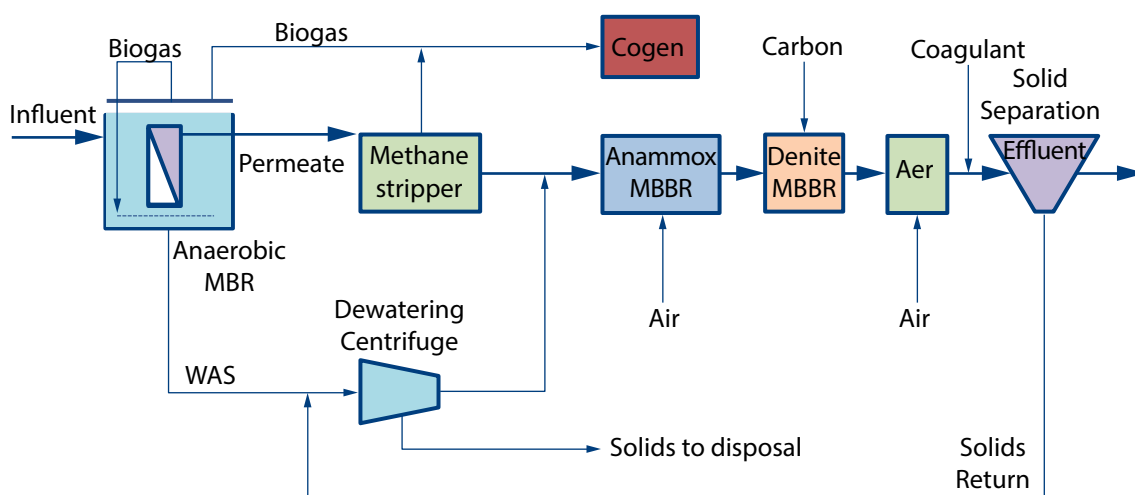 Biogas
Biogas
Cogen
Carbon
Coagulant
Solid
Separation
Influent
Permeate
Methane
stripper
Anammox
MBBR
Denite
MBBR
Aer
Effluent
Anaerobic
MBR
Air
Air
Dewatering
Centrifuge
WAS
Solids to disposal
Solids
Return